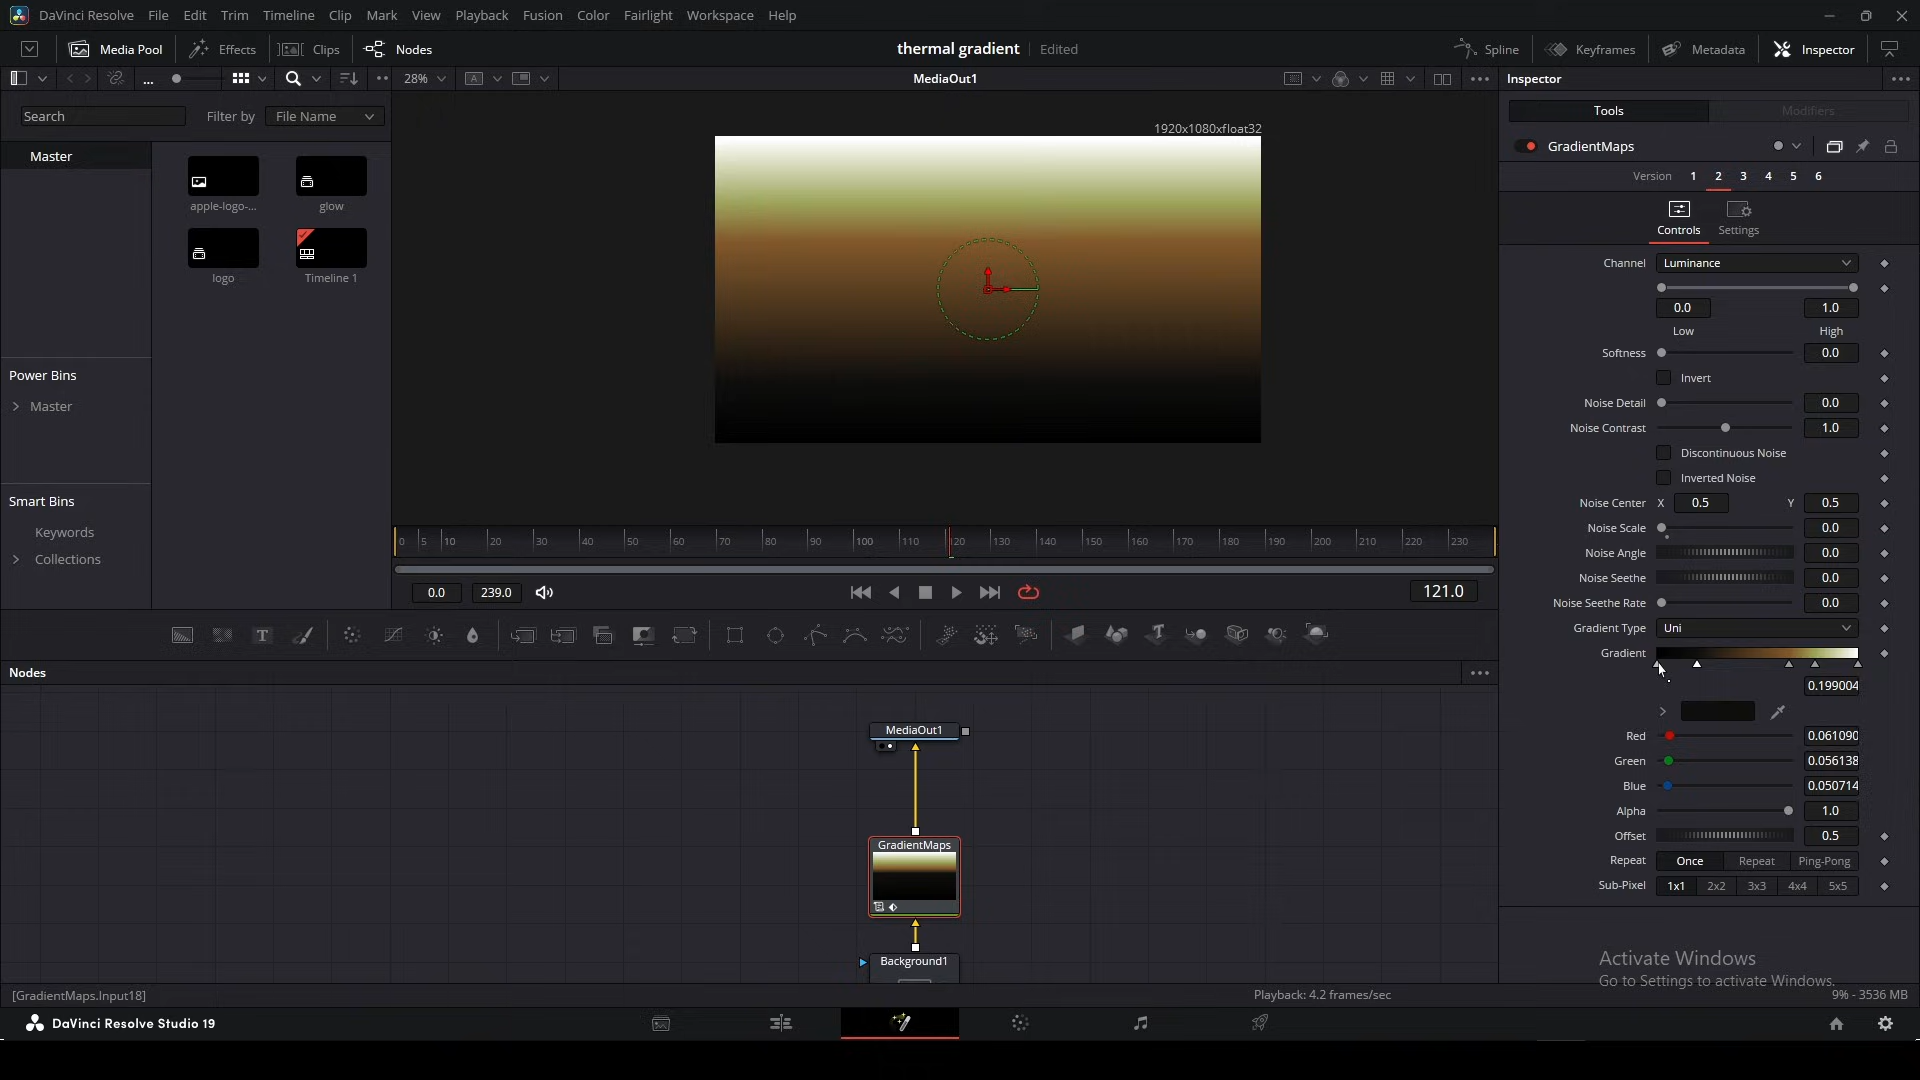 DaVinci Resolve File Edit Trim Timeline Clip Mark View Playback Fusion Color Fairlight Workspace Help
Media Pool Effects Clips Nodes thermal gradient Edited Spline Keyframes Metadata Inspector
... 28% A MediaOut1 Inspector
Search Filter by File Name
Tools Modifiers
1920x1080xfloat32
Master
GradientMaps
apple-logo-... glow
Version 1 2 3 4 5 6
logo Timeline 1
Controls Settings
Channel Luminance
0.0 1.0
Low High
Softness 0.0
Invert
Power Bins
Master
Noise Detail 0.0
Noise Contrast 1.0
Discontinuous Noise
Inverted Noise
Smart Bins
Keywords
Collections
Noise Center X 0.5 Y 0.5
Noise Scale 0.0
Noise Angle 0.0
Noise Seethe 0.0
Noise Seethe Rate 0.0
0 5 10 20 30 40 50 60 70 80 90 100 110 120 130 140 150 160 170 180 190 200 210 220 230
0.0 239.0 121.0
Gradient Type Uni
Gradient
0.199004
Red 0.061090
Green 0.056138
Blue 0.050714
Alpha 1.0
Offset 0.5
Repeat Once Repeat Ping-Pong
Sub-Pixel 1x1 2x2 3x3 4x4 5x5
T T
Nodes
MediaOut1
GradientMaps
Background1
Activate Windows
Go to Settings to activate Windows.
[GradientMaps.Input18] Playback: 4.2 frames/sec 9% - 3536 MB
DaVinci Resolve Studio 19